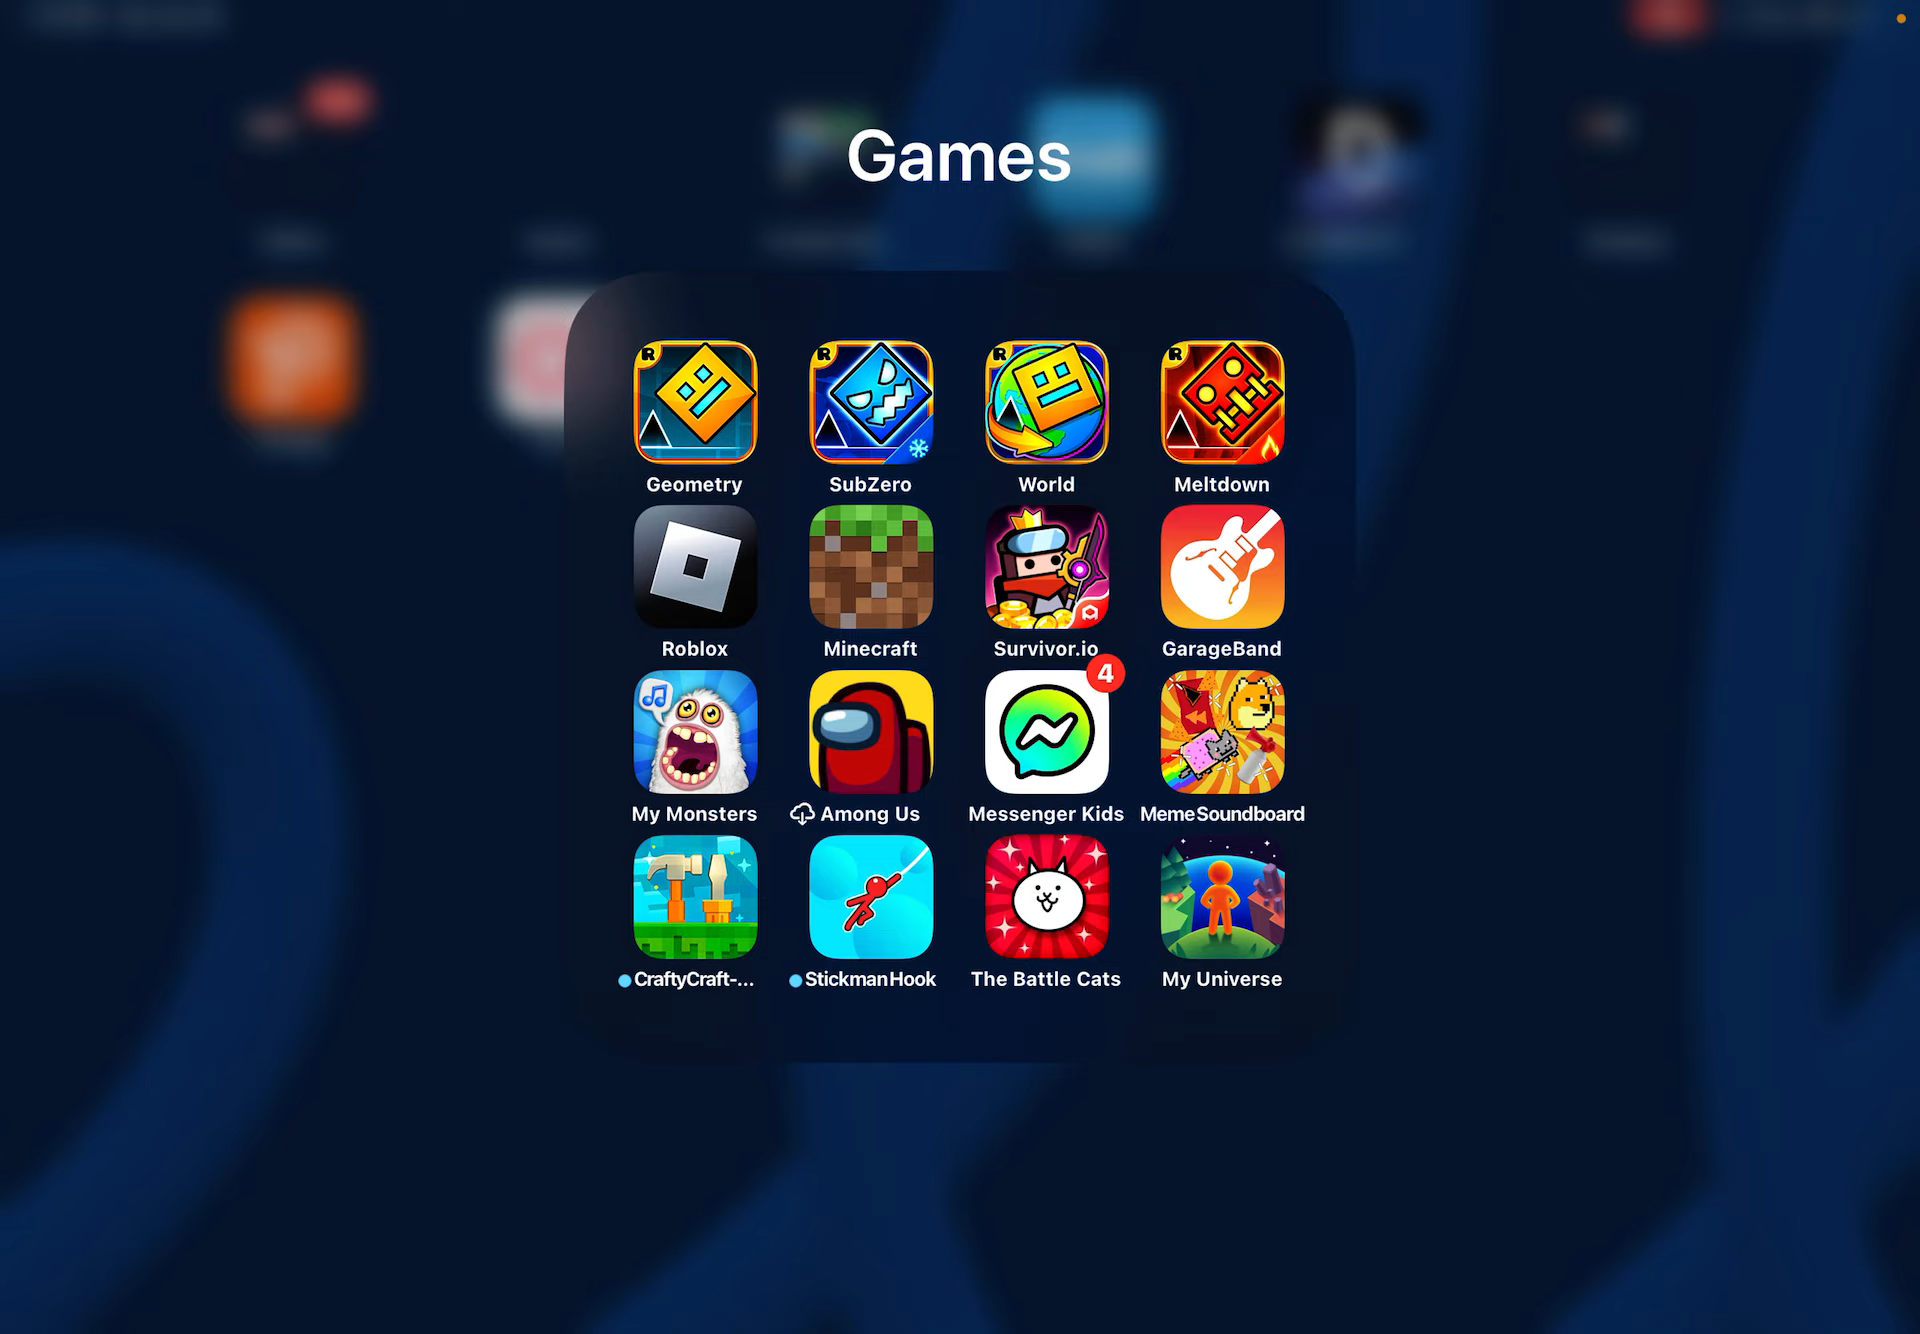 Games
R
R
R
R
Geometry
SubZero
World
Meltdown
Roblox
Minecraft
Survivor.io
GarageBand
4
My Monsters
Among Us
Messenger Kids
MemeSoundboard
CraftyCraft-...
StickmanHook
The Battle Cats
My Universe